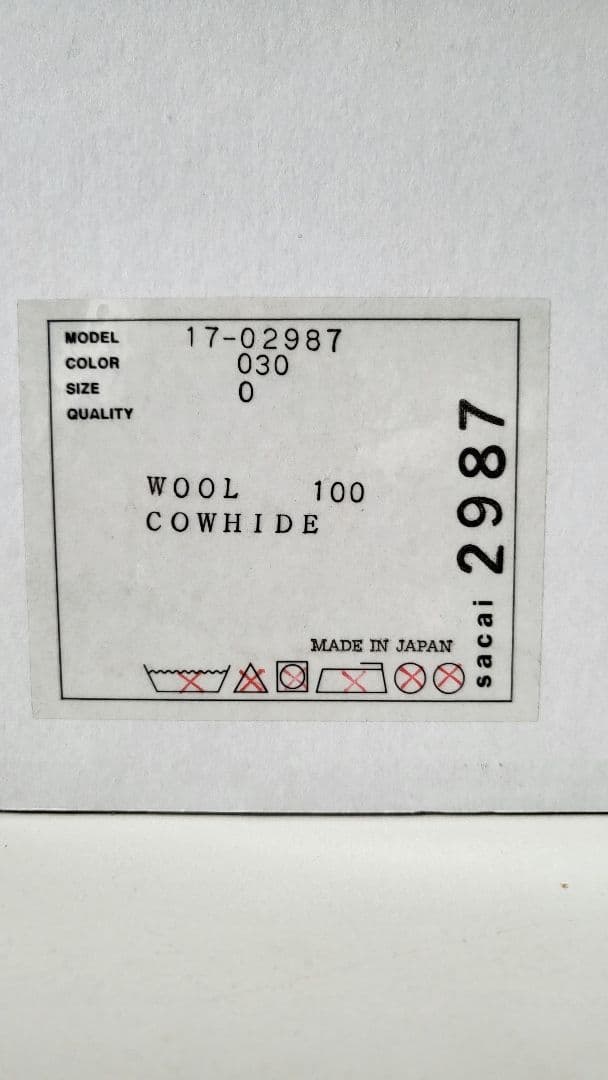 MODEL 17-02987
COLOR 030
SIZE 0
QUALITY
WOOL 100
COWHIDE
MADE IN JAPAN
sacai 2987